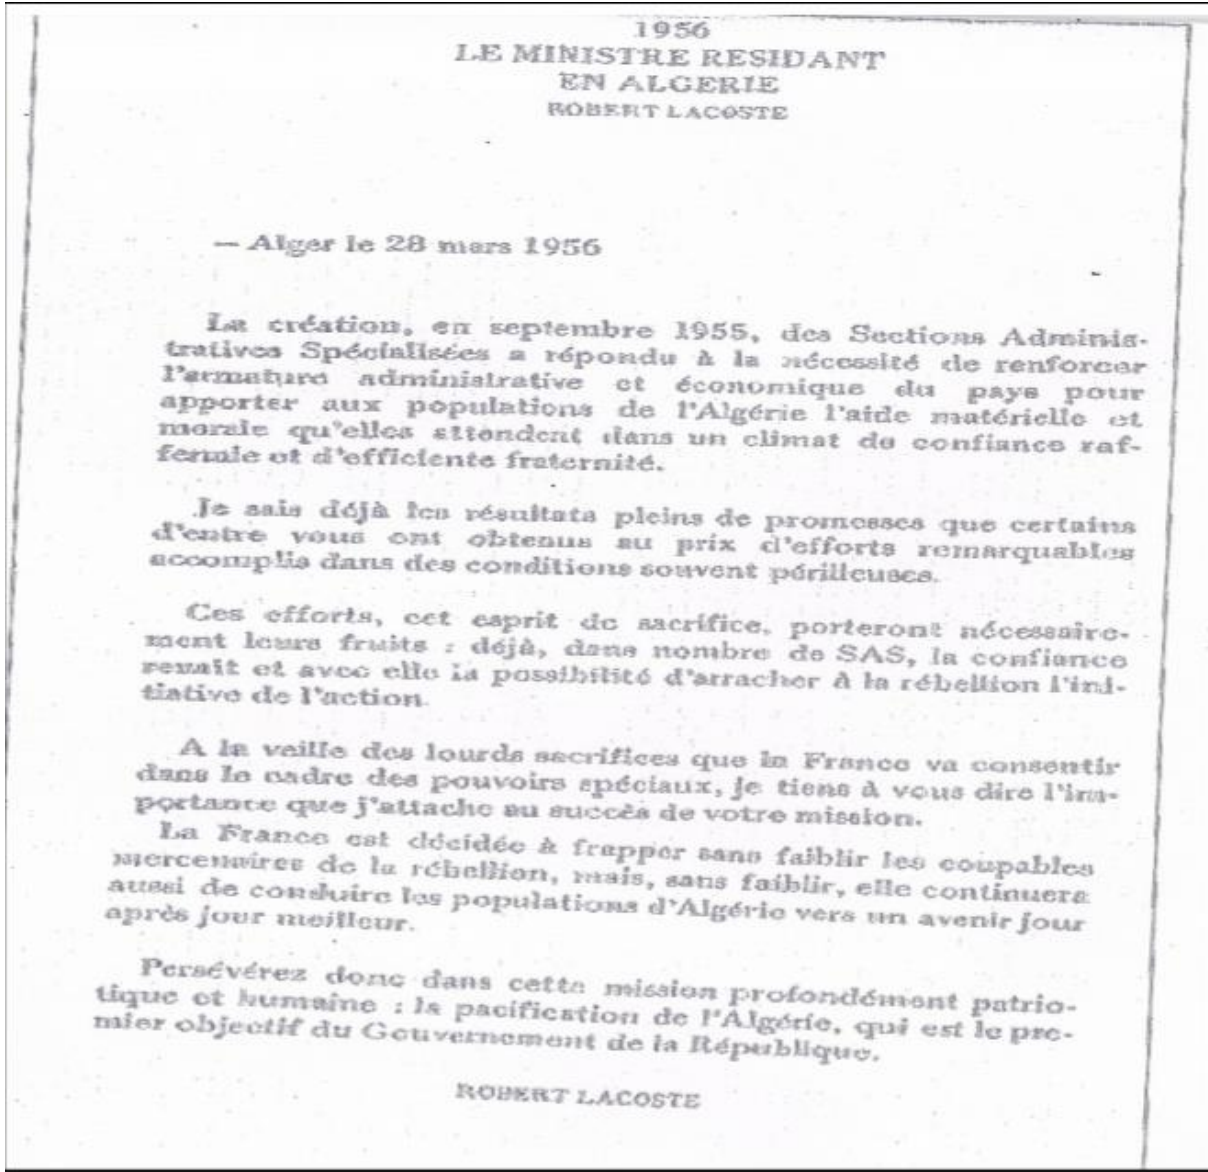 1956
LE MINISTRE RESIDANT
EN ALGERIE
ROBERT LACOSTE
— Alger le 28 mars 1956
La création, en septembre 1955, des Sections Adminis-
tratives Spécialisées a répondu à la nécessité de renforcer
l'armature administrative et économique du pays pour
apporter aux populations de l'Algérie l'aide matérielle et
morale qu'elles attendent dans un climat de confiance raf-
fermie et d'efficiente fraternité.
Je sais déjà les résultats pleins de promesses que certains
d'entre vous ont obtenus au prix d'efforts remarquables
accomplis dans des conditions souvent périlleuses.
Ces efforts, cet esprit de sacrifice, porteront nécessaire-
ment leurs fruits : déjà, dans nombre de SAS, la confiance
renaît et avec elle la possibilité d'arracher à la rébellion l'ini-
tiative de l'action.
A la veille des lourds sacrifices que la France va consentir
dans le cadre des pouvoirs spéciaux, je tiens à vous dire l'im-
portance que j'attache au succès de votre mission.
La France est décidée à frapper sans faiblir les coupables
mercenaires de la rébellion, mais, sans faiblir, elle continuera
aussi de conduire les populations d'Algérie vers un avenir jour
après jour meilleur.
Persévérez donc dans cette mission profondément patrio-
tique et humaine : la pacification de l'Algérie, qui est le pre-
mier objectif du Gouvernement de la République.
ROBERT LACOSTE